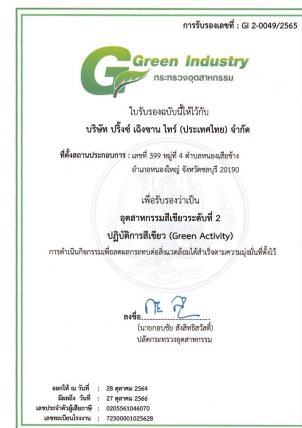 การรับรองเลขที่ : GI 2-0049/2565
Green Industry
กระทรวงอุตสาหกรรม
ใบรับรองฉบับนี้ให้ไว้กับ
บริษัท ปริ๊นซ์ เฉิงซาน ไทร์ (ประเทศไทย) จำกัด
ที่ตั้งสถานประกอบการ : เลขที่ 399 หมู่ที่ 4 ตำบลหนองเสือช้าง
อำเภอหนองใหญ่ จังหวัดชลบุรี 20190
เพื่อรับรองว่าเป็น
อุตสาหกรรมสีเขียวระดับที่ 2
ปฏิบัติการสีเขียว (Green Activity)
การดำเนินกิจกรรมเพื่อลดผลกระทบต่อสิ่งแวดล้อมได้สำเร็จตามความมุ่งมั่นที่ตั้งไว้
ลงชื่อ
(นายกอบชัย สังสิทธิสวัสดิ์)
ปลัดกระทรวงอุตสาหกรรม
ออกให้ ณ วันที่ : 28 ตุลาคม 2564
มีผลถึง วันที่ : 27 ตุลาคม 2566
เลขประจำตัวผู้เสียภาษี : 0205561046070
เลขทะเบียนโรงงาน : 72500001025628